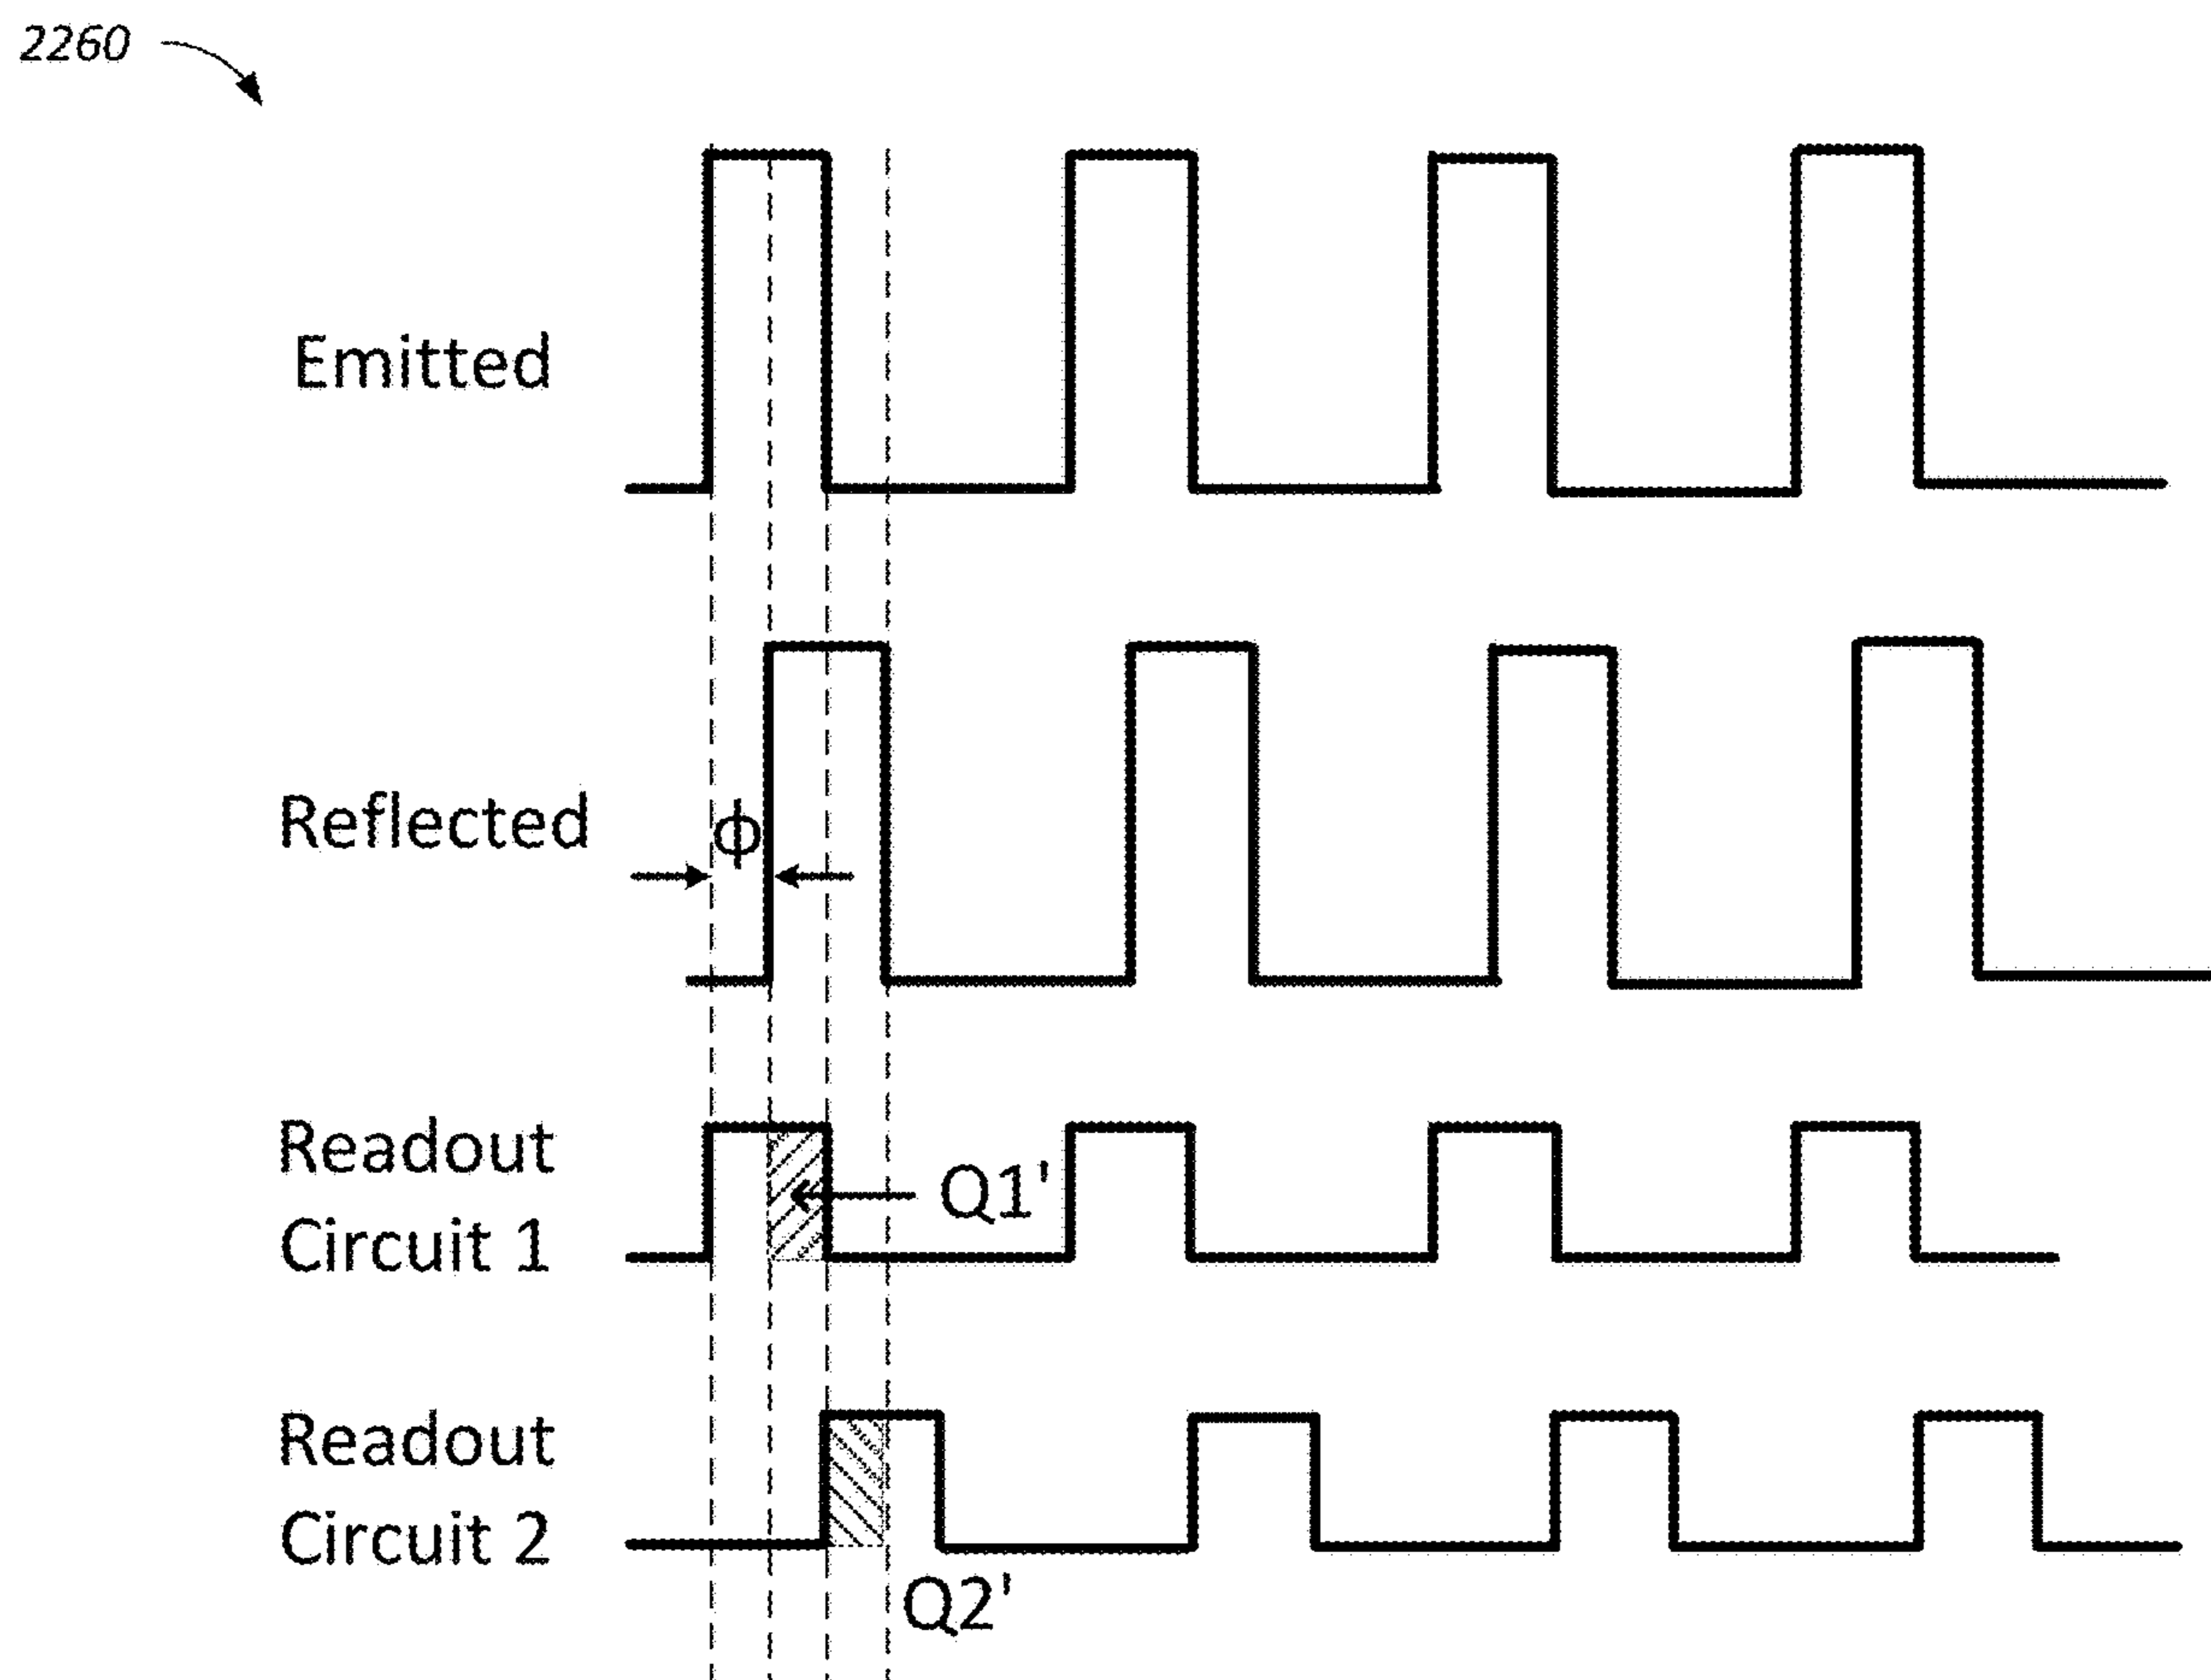 2260
Emitted
Reflected
ϕ
Readout
Circuit 1
Q1'
Readout
Circuit 2
Q2'